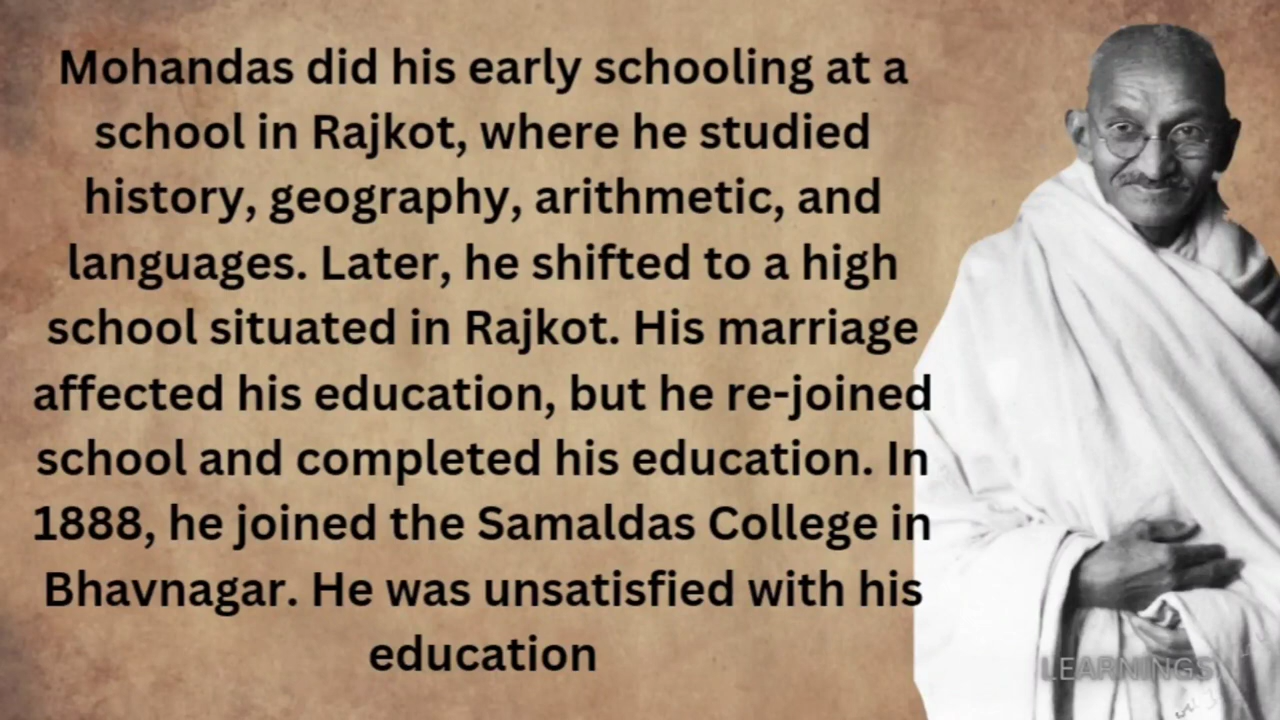 Mohandas did his early schooling at a
school in Rajkot, where he studied
history, geography, arithmetic, and
languages. Later, he shifted to a high
school situated in Rajkot. His marriage
affected his education, but he re-joined
school and completed his education. In
1888, he joined the Samaldas College in
Bhavnagar. He was unsatisfied with his
education
LEARNINGS